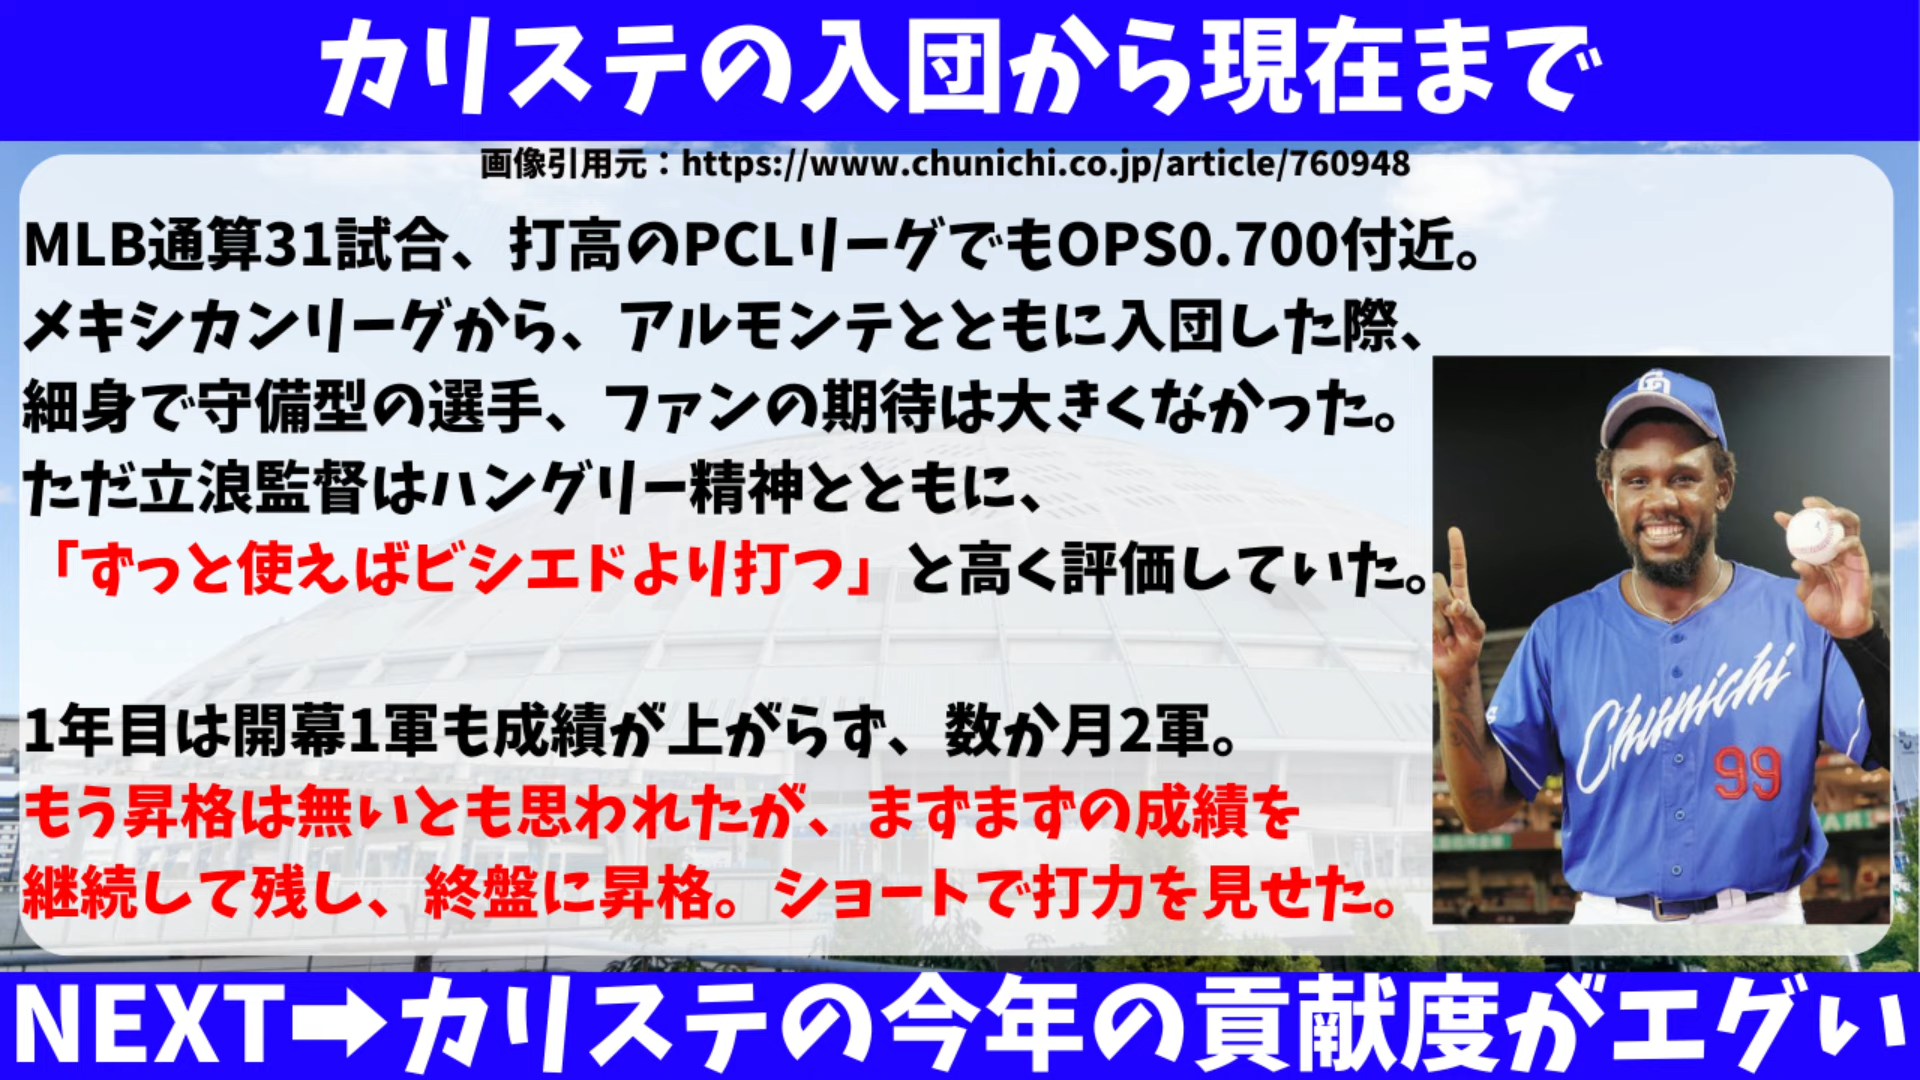 カリステの入団から現在まで
画像引用元：https://www.chunichi.co.jp/article/760948
MLB通算31試合、打高のPCLリーグでもOPS0.700付近。
メキシカンリーグから、アルモンテとともに入団した際、
細身で守備型の選手、ファンの期待は大きくなかった。
ただ立浪監督はハングリー精神とともに、
「ずっと使えばビシエドより打つ」と高く評価していた。
1年目は開幕1軍も成績が上がらず、数か月2軍。
もう昇格は無いとも思われたが、まずまずの成績を
継続して残し、終盤に昇格。ショートで打力を見せた。
CD
Chunichi
99
NEXT➡カリステの今年の貢献度がエグい